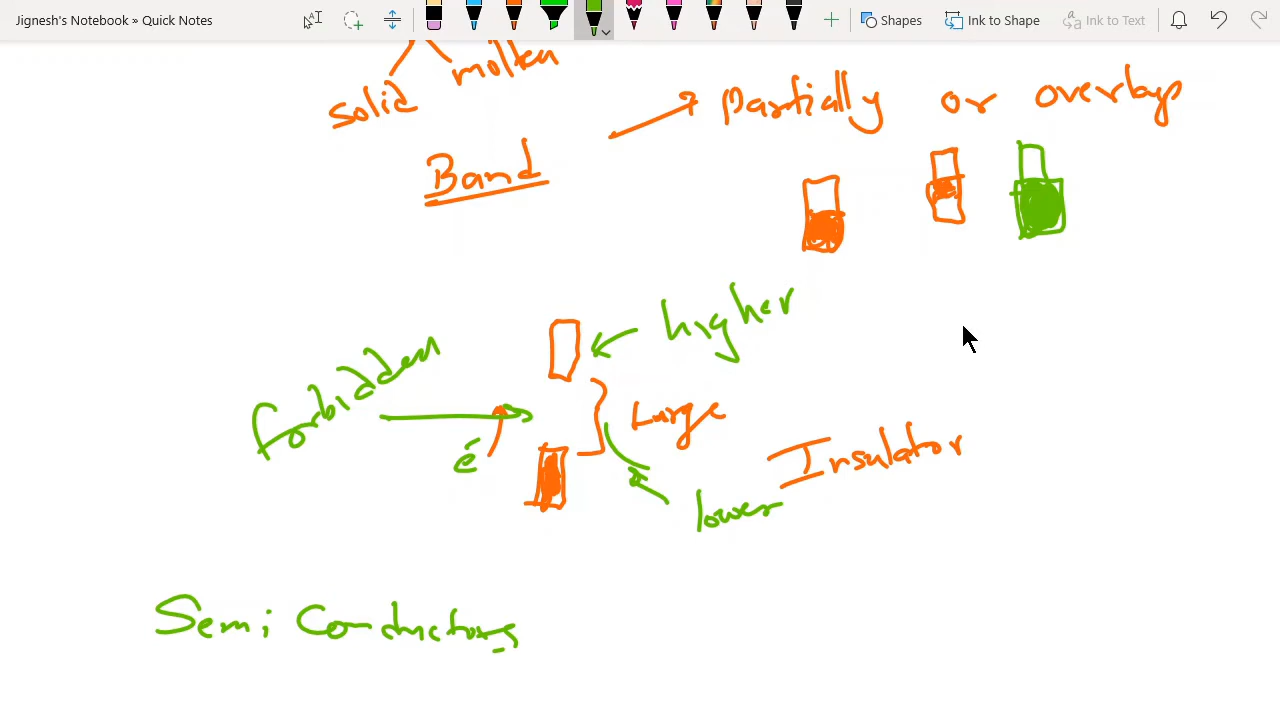 Jignesh's Notebook » Quick Notes
Shapes
Ink to Shape
Ink to Text
solid
molten
Band
Partially or overlap
higher
forbidden
Large
é
Insulator
lower
Semi Conductors